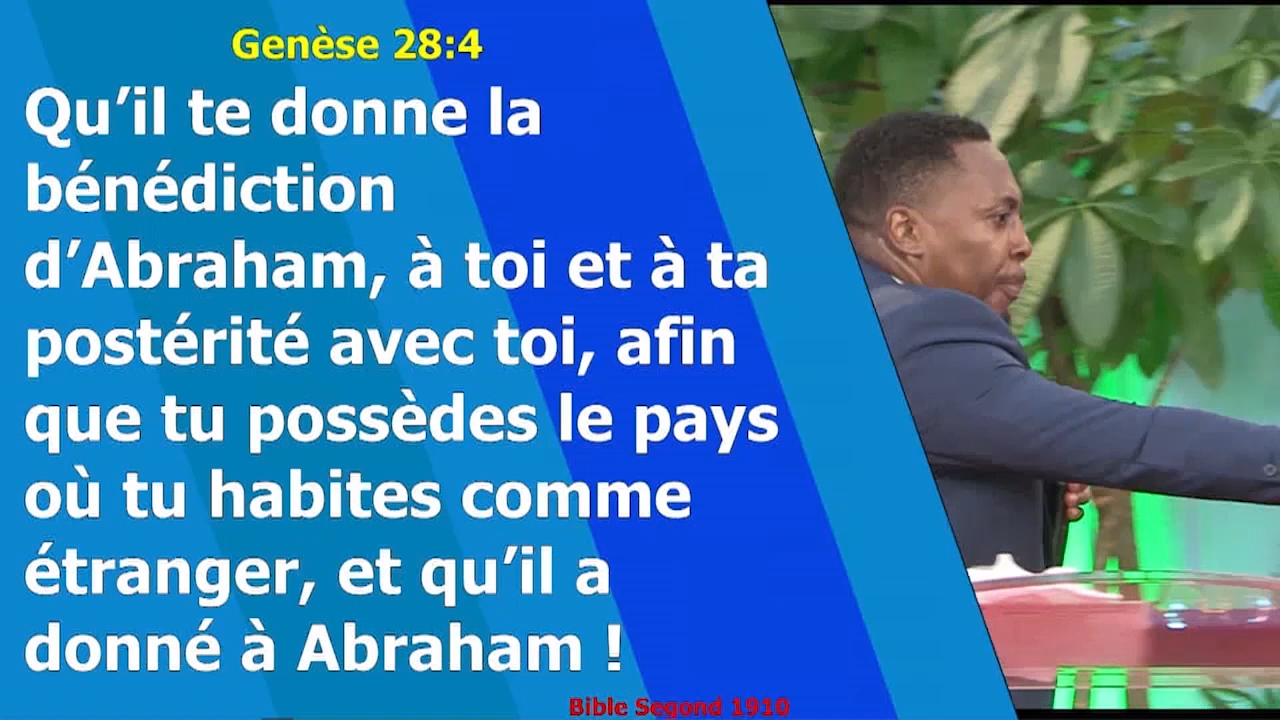 Genèse 28:4
Qu’il te donne la
bénédiction
d’Abraham, à toi et à ta
postérité avec toi, afin
que tu possèdes le pays
où tu habites comme
étranger, et qu’il a
donné à Abraham !
Bible Segond 1910